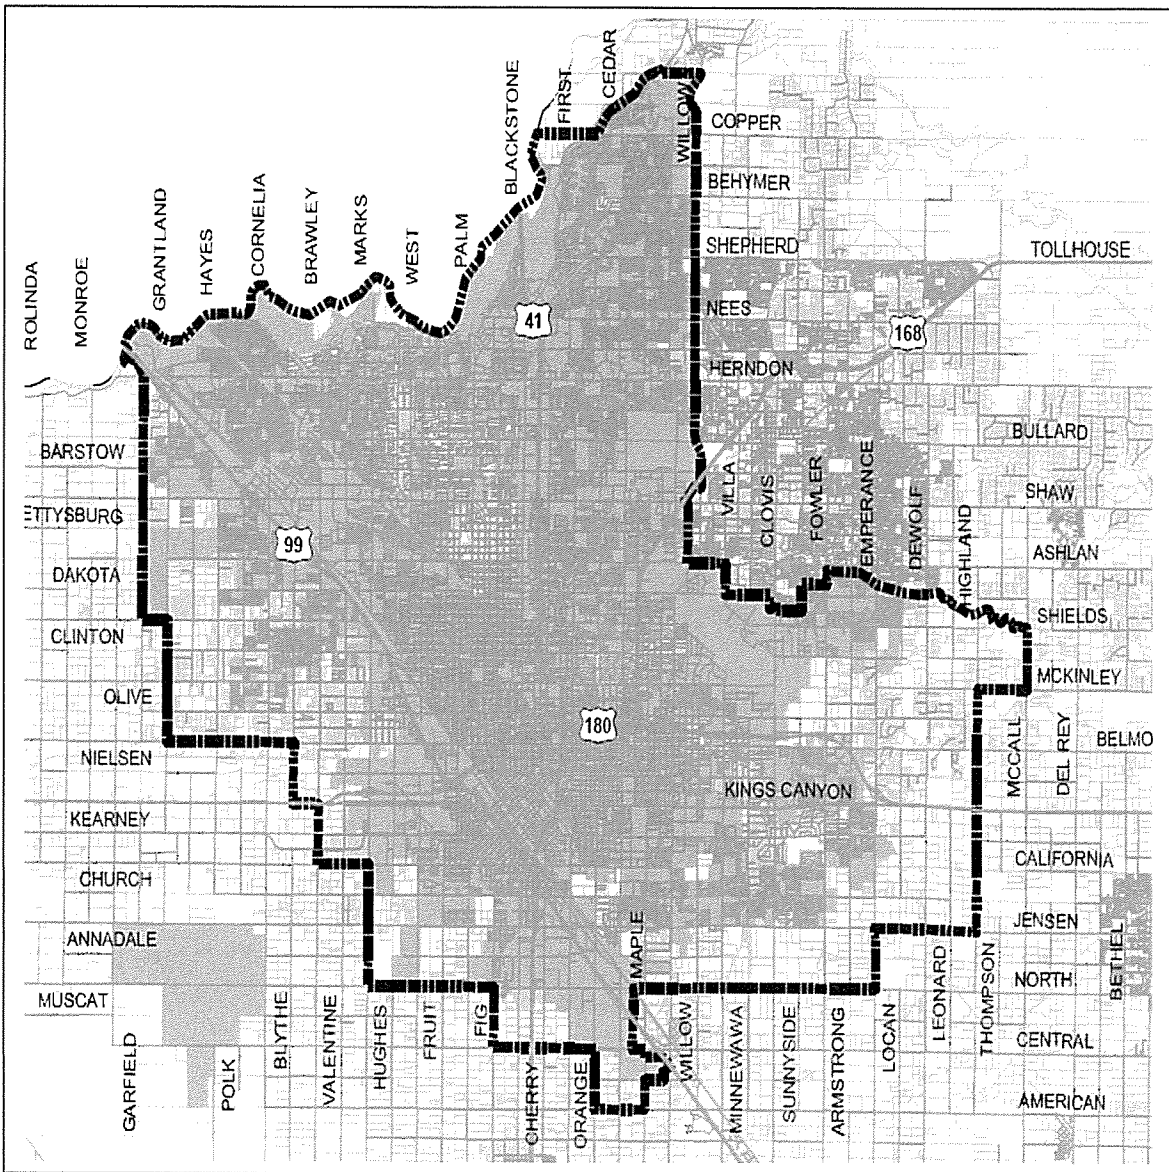 CEDAR
FIRST
BLACKSTONE
WILLOW
COPPER
BEHYMER
SHEPHERD
TOLLHOUSE
NEES
HERNDON
168
41
PALM
WEST
MARKS
BRAWLEY
CORNELIA
HAYES
GRANTLAND
MONROE
ROLINDA
BARSTOW
ETTYSBURG
DAKOTA
CLINTON
OLIVE
NIELSEN
KEARNEY
CHURCH
ANNADALE
MUSCAT
99
180
KINGS CANYON
VILLA
CLOVIS
FOWLER
EMPERANCE
DEWOLF
HIGHLAND
BULLARD
SHAW
ASHLAN
SHIELDS
MCKINLEY
BELMO
MCCALL
DEL REY
CALIFORNIA
JENSEN
NORTH
CENTRAL
AMERICAN
BETHEL
GARFIELD
POLK
BLYTHE
VALENTINE
HUGHES
FRUIT
FIG
CHERRY
ORANGE
MAPLE
WILLOW
MINNEWAWA
SUNNYSIDE
ARMSTRONG
LOCAN
LEONARD
THOMPSON